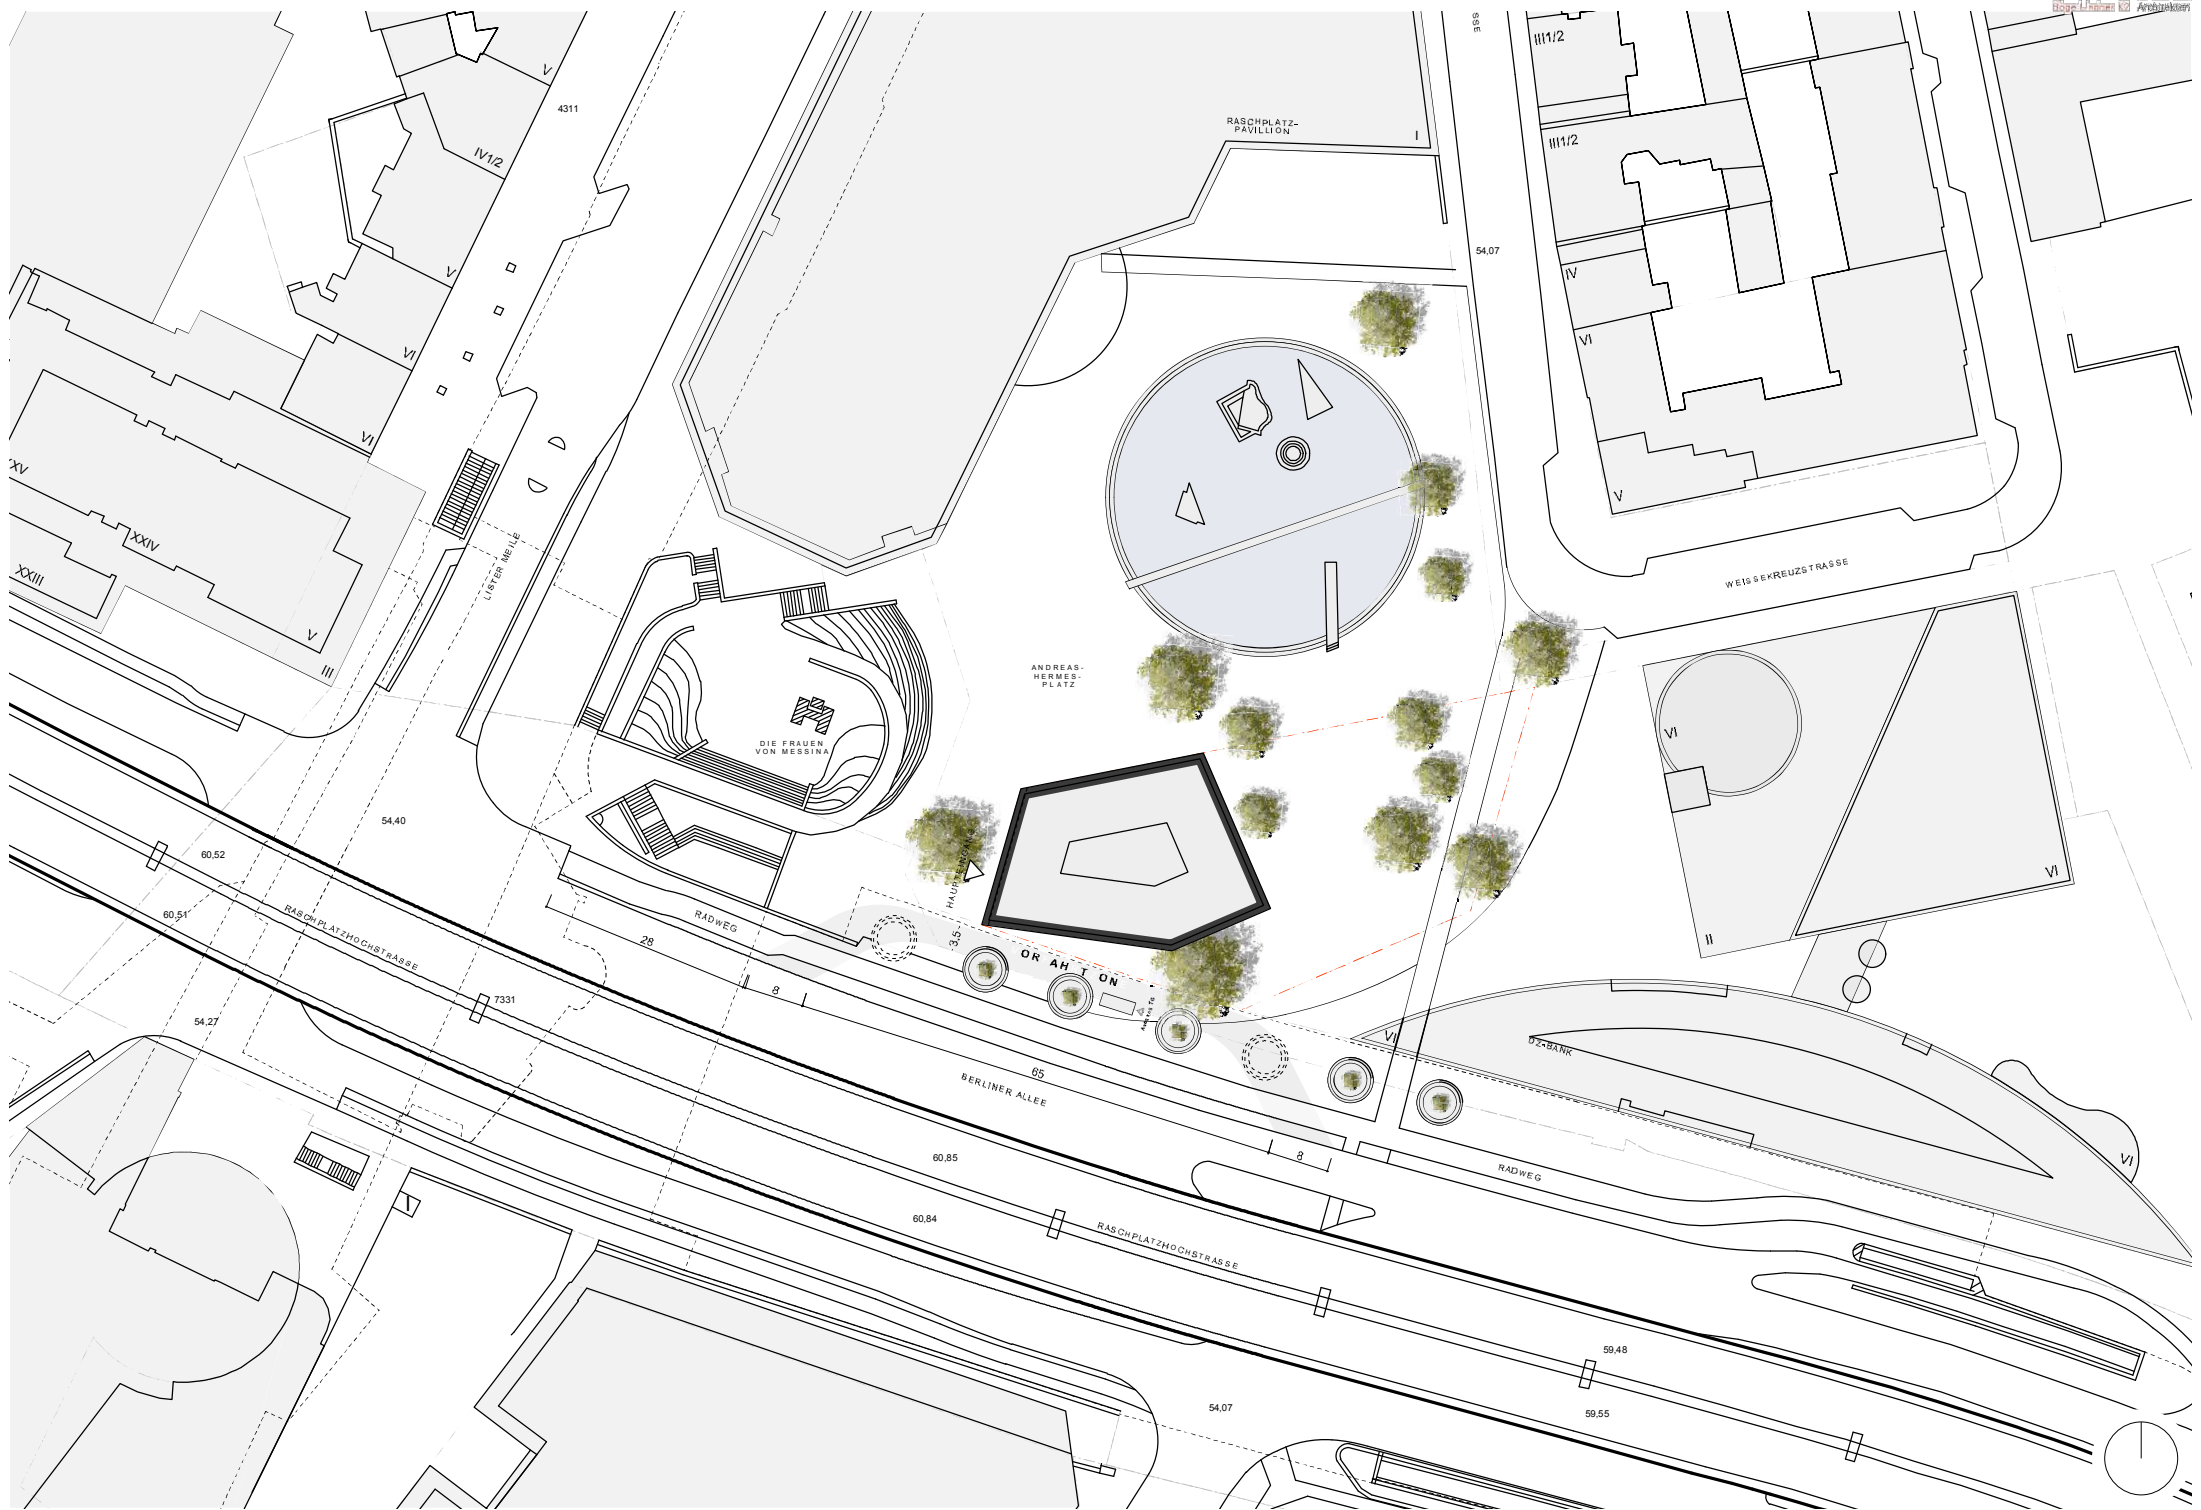 V
4311
IV1/2
V
VI
VI
XXIV
XXIII
V
III
LISTER MEILE
RASCHPLATZ-
PAVILLION
I
54,07
III1/2
III1/2
IV
VI
V
WEISSEKREUZSTRASSE
ANDREAS-
HERMES-
PLATZ
DIE FRAUEN
VON MESSINA
HAUPTEINGANG
3,5
VI
VI
II
54,40
60,52
60,51
RASCHPLATZHOCHSTRASSE
54,27
7331
RADWEG
28
8
65
8
BERLINER ALLEE
VI
DZ-BANK
VI
RADWEG
60,85
60,84
RASCHPLATZHOCHSTRASSE
59,48
59,55
54,07